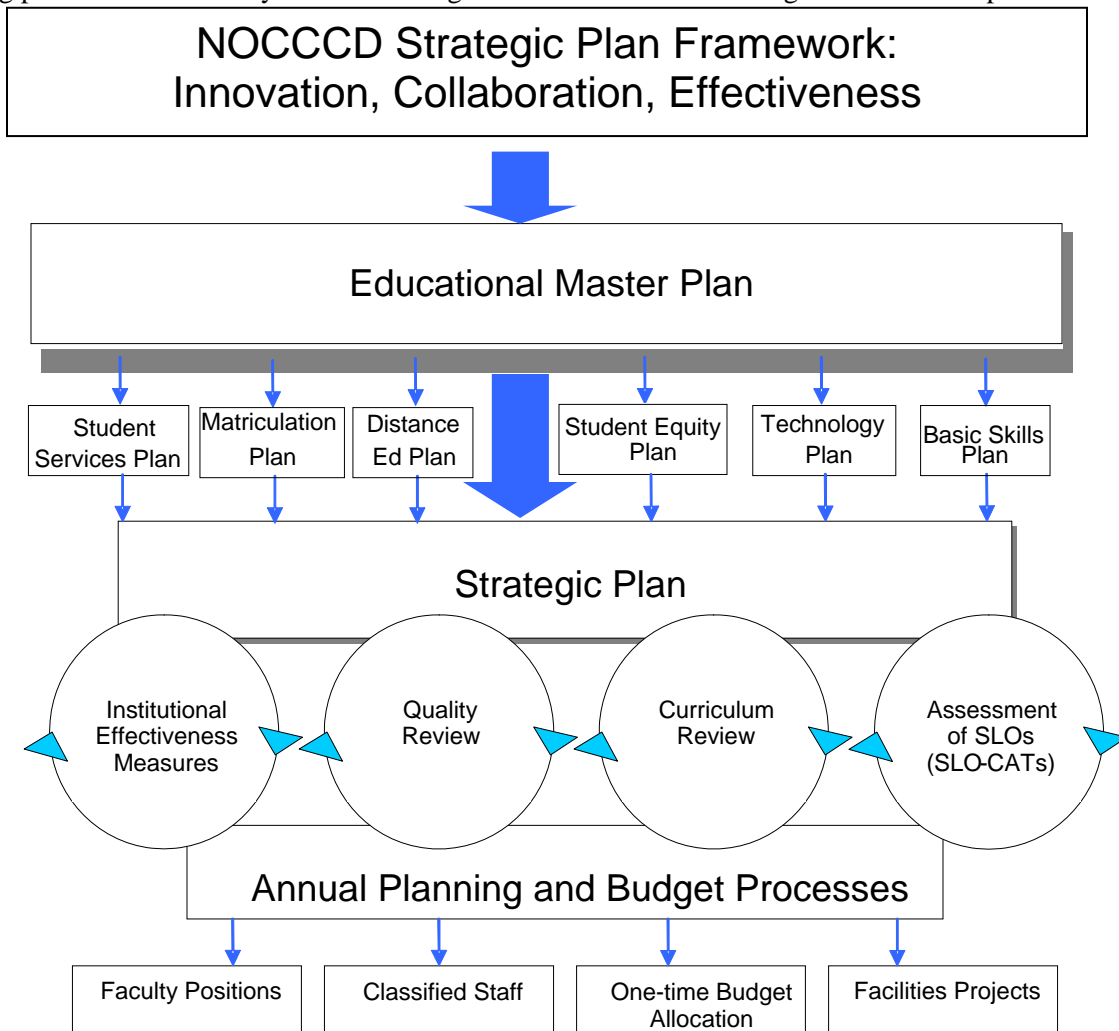 NOCCCD Strategic Plan Framework:
Innovation, Collaboration, Effectiveness
Educational Master Plan
Student
Services Plan
Matriculation
Plan
Distance
Ed Plan
Student Equity
Plan
Technology
Plan
Basic Skills
Plan
Strategic Plan
Institutional
Effectiveness
Measures
Quality
Review
Curriculum
Review
Assessment
of SLOs
(SLO-CATs)
Annual Planning and Budget Processes
Faculty Positions
Classified Staff
One-time Budget
Allocation
Facilities Projects